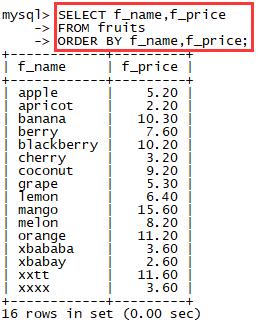 mysql> SELECT f_name,f_price
-> FROM fruits
-> ORDER BY f_name,f_price;
+------------+---------+
| f_name | f_price |
+------------+---------+
| apple | 5.20 |
| apricot | 2.20 |
| banana | 10.30 |
| berry | 7.60 |
| blackberry | 10.20 |
| cherry | 3.20 |
| coconut | 9.20 |
| grape | 5.30 |
| lemon | 6.40 |
| mango | 15.60 |
| melon | 8.20 |
| orange | 11.20 |
| xbababa | 3.60 |
| xbabay | 2.60 |
| xxtt | 11.60 |
| xxxx | 3.60 |
+------------+---------+
16 rows in set (0.00 sec)